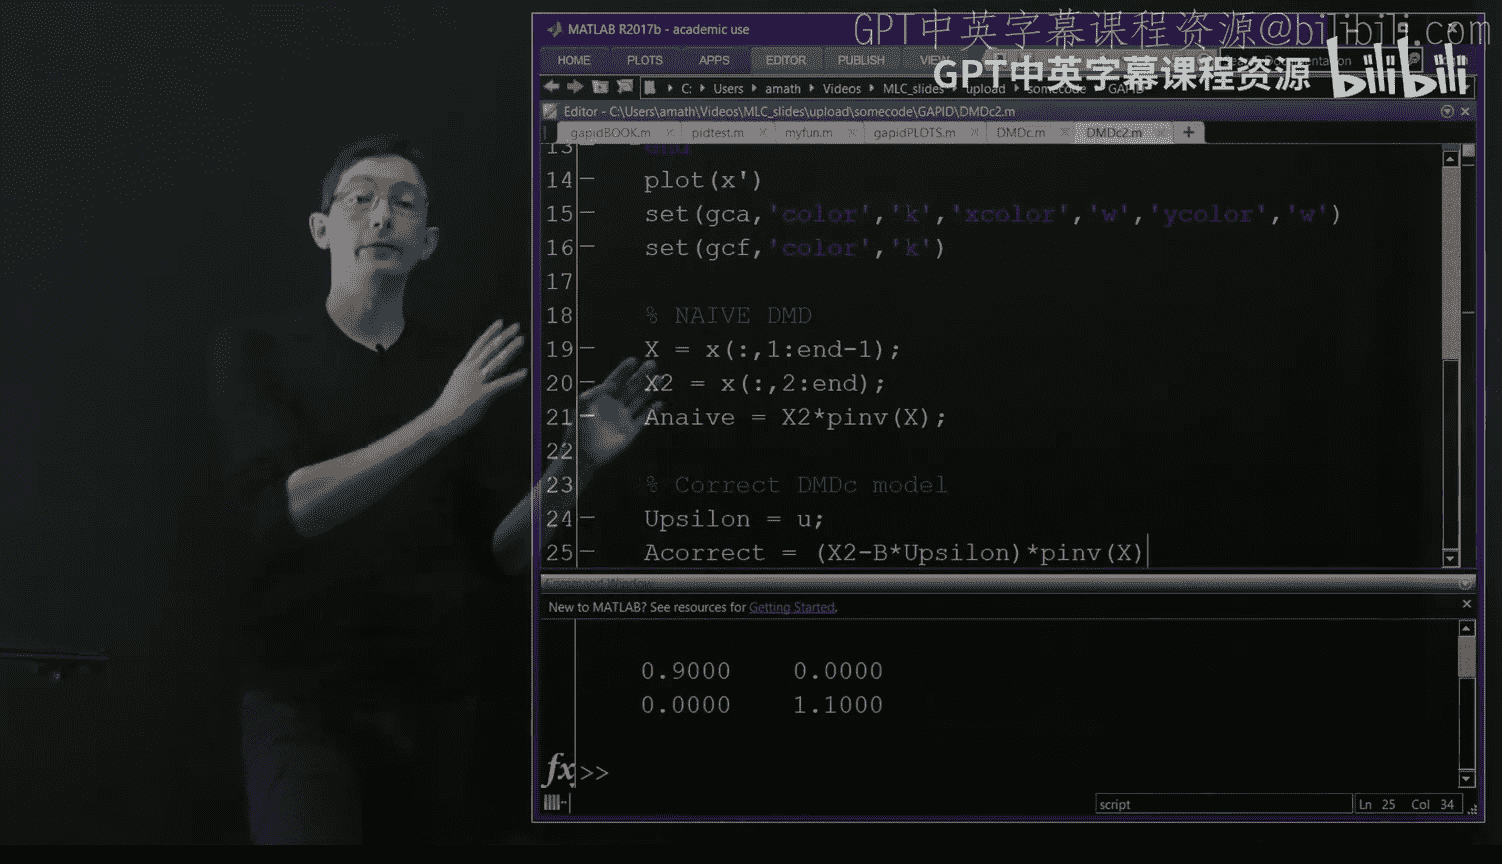 GPT中英字幕课程资源@bilibili.com
GPT中英字幕课程资源 bilibili
MATLAB R2017b - academic use
HOME PLOTS APPS EDITOR PUBLISH
C: Users amath Videos MLC_slides upload somecode GAPID
Editor - C:\Users\amath\Videos\MLC_slides\upload\somecode\GAPID\DMDc2.m
gapidBOOK.m pidtest.m myfun.m gapidPLOTS.m DMDc.m DMDc2.m +
13 end
14 plot(x')
15 set(gca,'color','k','xcolor','w','ycolor','w')
16 set(gcf,'color','k')
17
18 % NAIVE DMD
19 X = x(:,1:end-1);
20 X2 = x(:,2:end);
21 Anaive = X2*pinv(X);
22
23 % Correct DMDc model
24 Upsilon = u;
25 Acorrect = (X2-B*Upsilon)*pinv(X)
Command Window
New to MATLAB? See resources for Getting Started.
0.9000 0.0000
0.0000 1.1000
fx >>
script Ln 25 Col 34